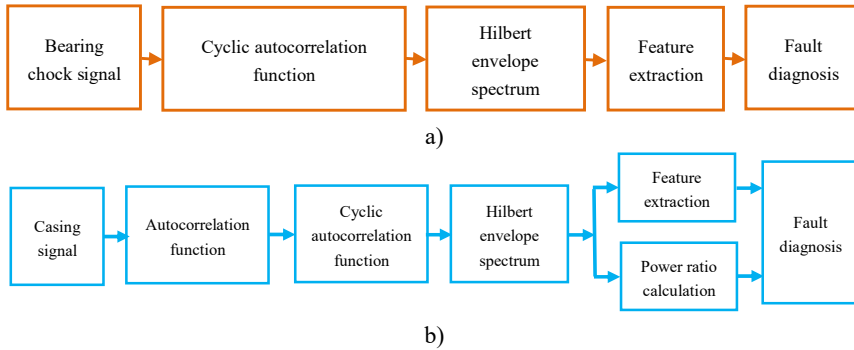 Bearing
chock signal
Cyclic autocorrelation
function
Hilbert
envelope
spectrum
Feature
extraction
Fault
diagnosis
a)
Casing
signal
Autocorrelation
function
Cyclic
autocorrelation
function
Hilbert
envelope
spectrum
Feature
extraction
Power ratio
calculation
Fault
diagnosis
b)